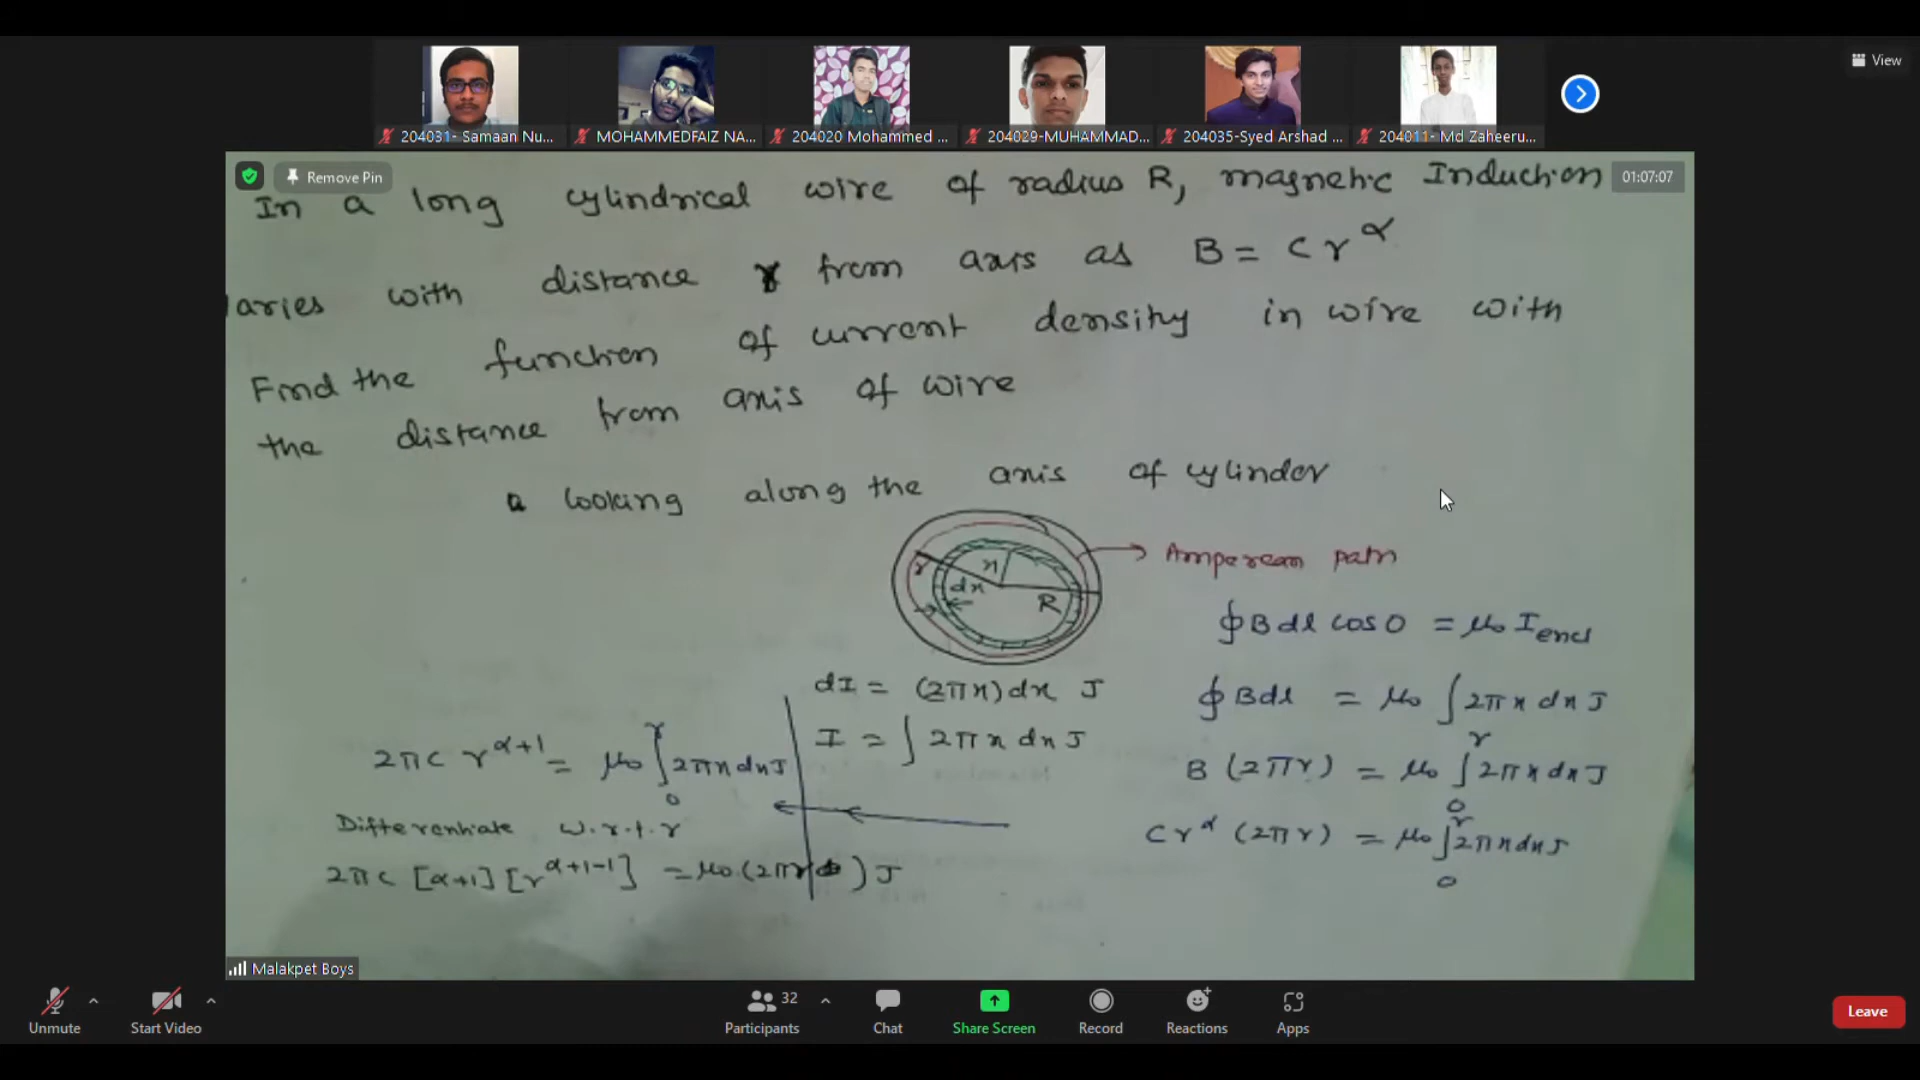 View
204031- Samaan Nu...
MOHAMMEDFAIZ NA...
204020 Mohammed ...
204029-MUHAMMAD...
204035-Syed Arshad ...
204011- Md Zaheeru...
Remove Pin
01:07:07
In a long cylindrical wire of radius R, magnetic Induction
aries with distance r from axis as B = C r^α
Find the function of current density in wire with
the distance from axis of wire
looking along the axis of cylinder
r x dx R
Amperean path
∮B dl cos 0 = μ₀ I encl
dI = (2πx) dx J
∮B dl = μ₀ ∫2πx dx J
I = ∫2πx dx J
2πC r^α+1 = μ₀ ∫₀^r 2πx dx J
B (2πr) = μ₀ ∫₀^r 2πx dx J
Differentiate w.r.t. r
C r^α (2πr) = μ₀ ∫₀^r 2πx dx J
2πC [α+1] [r^α+1-1] = μ₀ (2πr) J
Malakpet Boys
Unmute
Start Video
32
Participants
Chat
Share Screen
Record
Reactions
Apps
Leave